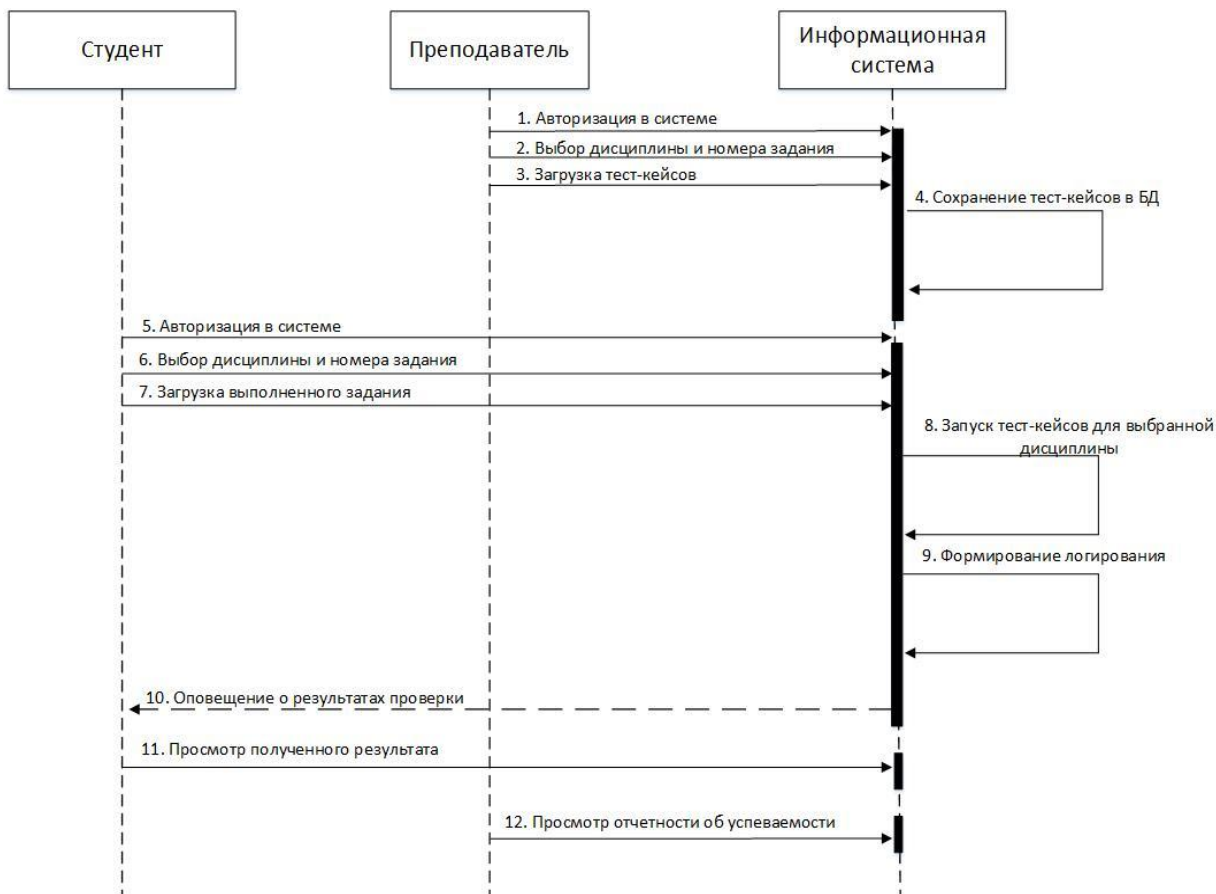 Студент
Преподаватель
Информационная
система
1. Авторизация в системе
2. Выбор дисциплины и номера задания
3. Загрузка тест-кейсов
4. Сохранение тест-кейсов в БД
5. Авторизация в системе
6. Выбор дисциплины и номера задания
7. Загрузка выполненного задания
8. Запуск тест-кейсов для выбранной
дисциплины
9. Формирование логирования
10. Оповещение о результатах проверки
11. Просмотр полученного результата
12. Просмотр отчетности об успеваемости